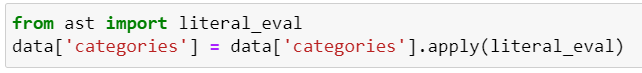 from ast import literal_eval
data['categories'] = data['categories'].apply(literal_eval)